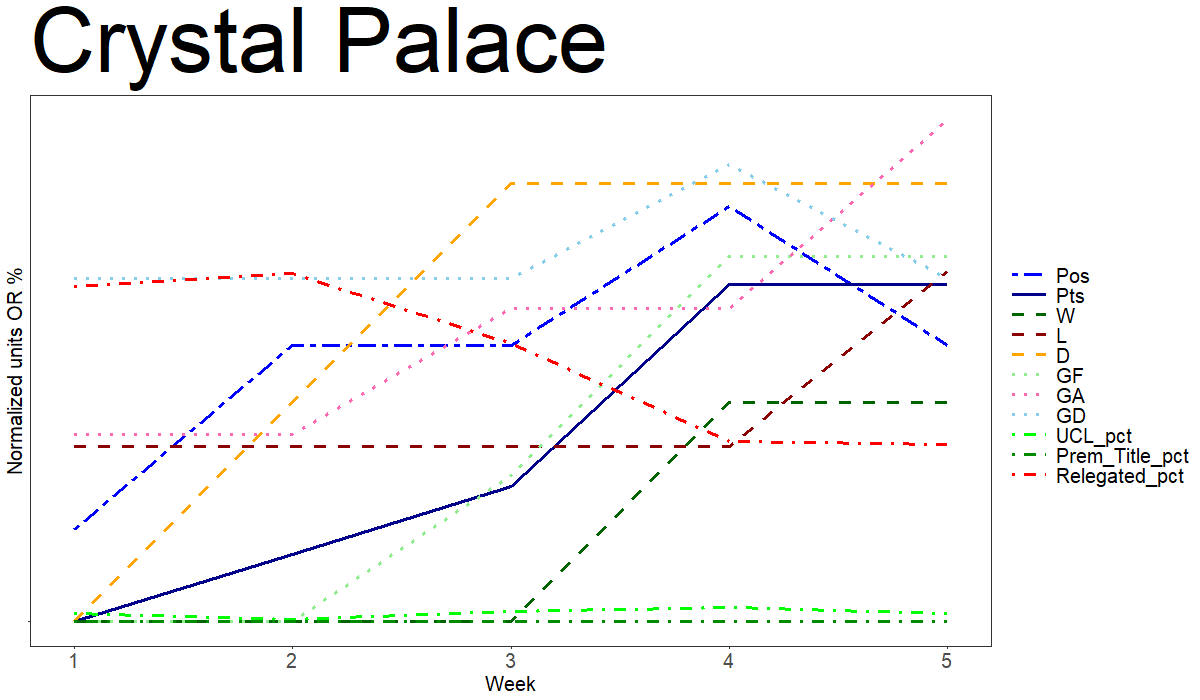 Crystal Palace
Normalized units OR %
Pos
Pts
W
L
D
GF
GA
GD
UCL_pct
Prem_Title_pct
Relegated_pct
1 2 3 4 5
Week